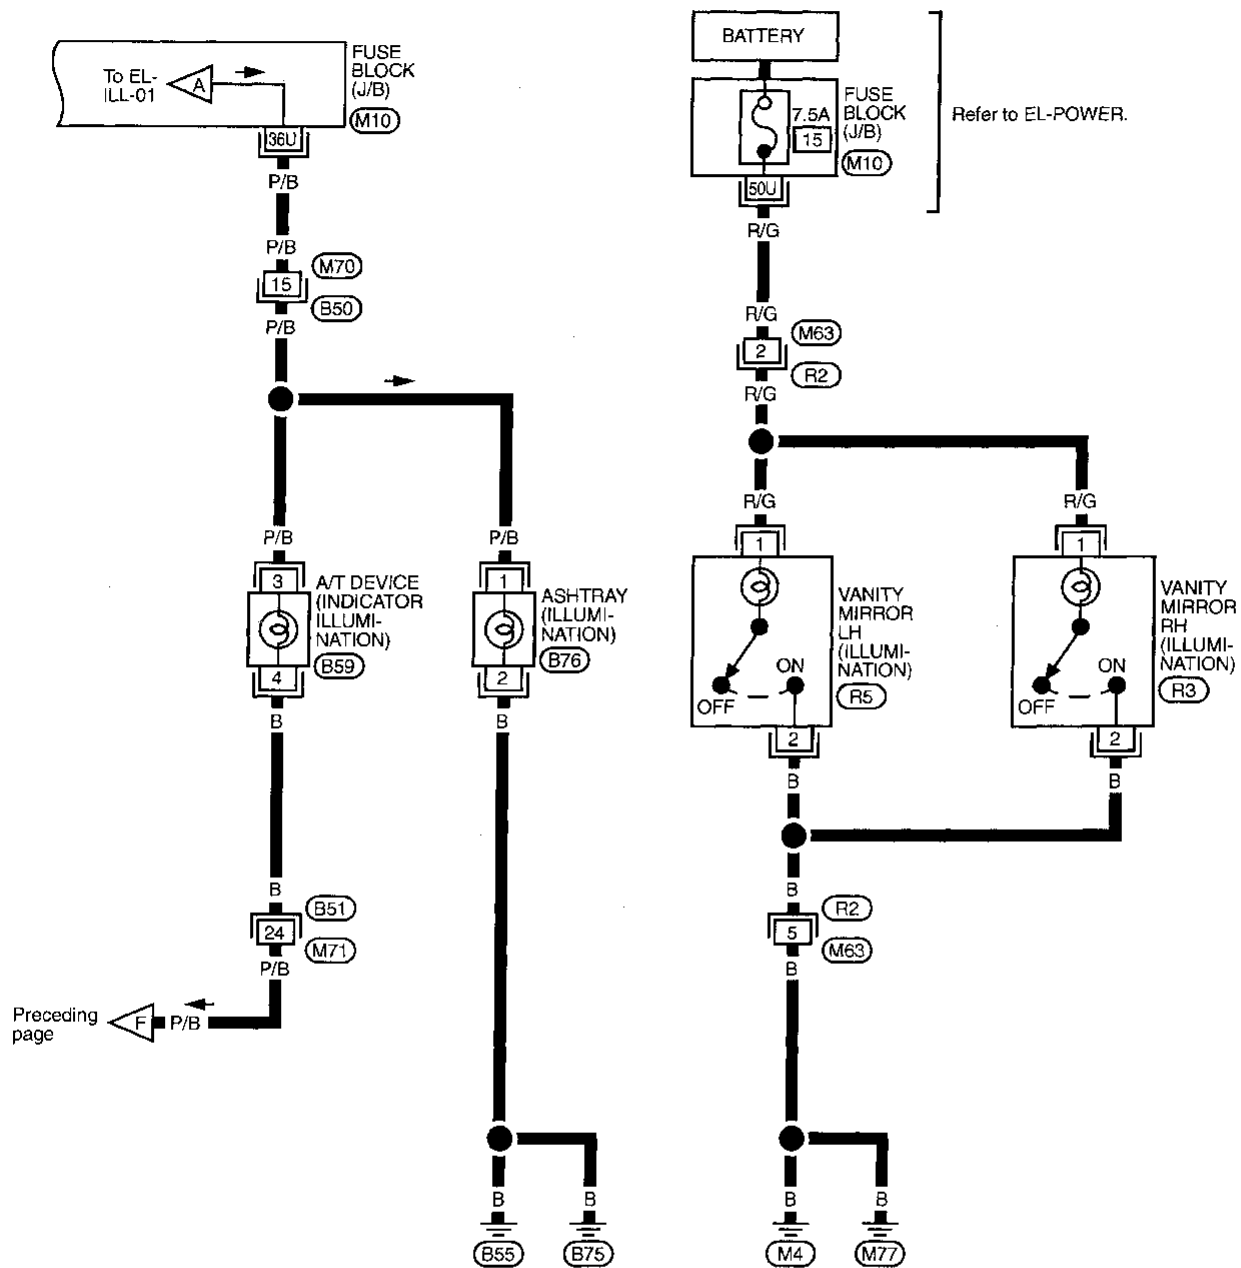 To EL-
ILL-01
A
FUSE
BLOCK
(J/B)
M10
36U
P/B
P/B
M70
15
B50
P/B
P/B
3
A/T DEVICE
(INDICATOR
ILLUMI-
NATION)
B59
4
B
B
B51
24
M71
P/B
Preceding
page
F
P/B
P/B
1
ASHTRAY
(ILLUMI-
NATION)
B76
2
B
B
B
B55
B75
BATTERY
7.5A
15
FUSE
BLOCK
(J/B)
M10
Refer to EL-POWER.
50U
R/G
R/G
M63
2
R2
R/G
R/G
R/G
1
VANITY
MIRROR
LH
(ILLUMI-
NATION)
R5
ON
OFF
2
B
1
VANITY
MIRROR
RH
(ILLUMI-
NATION)
R3
ON
OFF
2
B
B
R2
5
M63
B
B
B
M4
M77